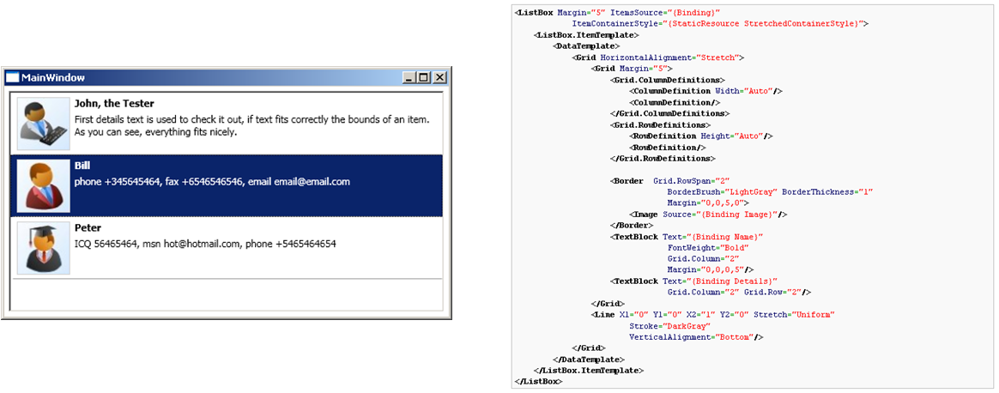 MainWindow
John, the Tester
First details text is used to check it out, if text fits correctly the bounds of an item.
As you can see, everything fits nicely.
Bill
phone +345645464, fax +6546546546, email email@email.com
Peter
ICQ 56465464, msn hot@hotmail.com, phone +5465464654
<ListBox Margin="5" ItemsSource="{Binding}"
ItemContainerStyle="{StaticResource StretchedContainerStyle}">
<ListBox.ItemTemplate>
<DataTemplate>
<Grid HorizontalAlignment="Stretch">
<Grid Margin="5">
<Grid.ColumnDefinitions>
<ColumnDefinition Width="Auto"/>
<ColumnDefinition/>
</Grid.ColumnDefinitions>
<Grid.RowDefinitions>
<RowDefinition Height="Auto"/>
<RowDefinition/>
</Grid.RowDefinitions>
<Border Grid.RowSpan="2"
BorderBrush="LightGray" BorderThickness="1"
Margin="0,0,5,0">
<Image Source="{Binding Image}"/>
</Border>
<TextBlock Text="{Binding Name}"
FontWeight="Bold"
Grid.Column="2"
Margin="0,0,0,5"/>
<TextBlock Text="{Binding Details}"
Grid.Column="2" Grid.Row="2"/>
</Grid>
<Line X1="0" Y1="0" X2="1" Y2="0" Stretch="Uniform"
Stroke="DarkGray"
VerticalAlignment="Bottom"/>
</Grid>
</DataTemplate>
</ListBox.ItemTemplate>
</ListBox>